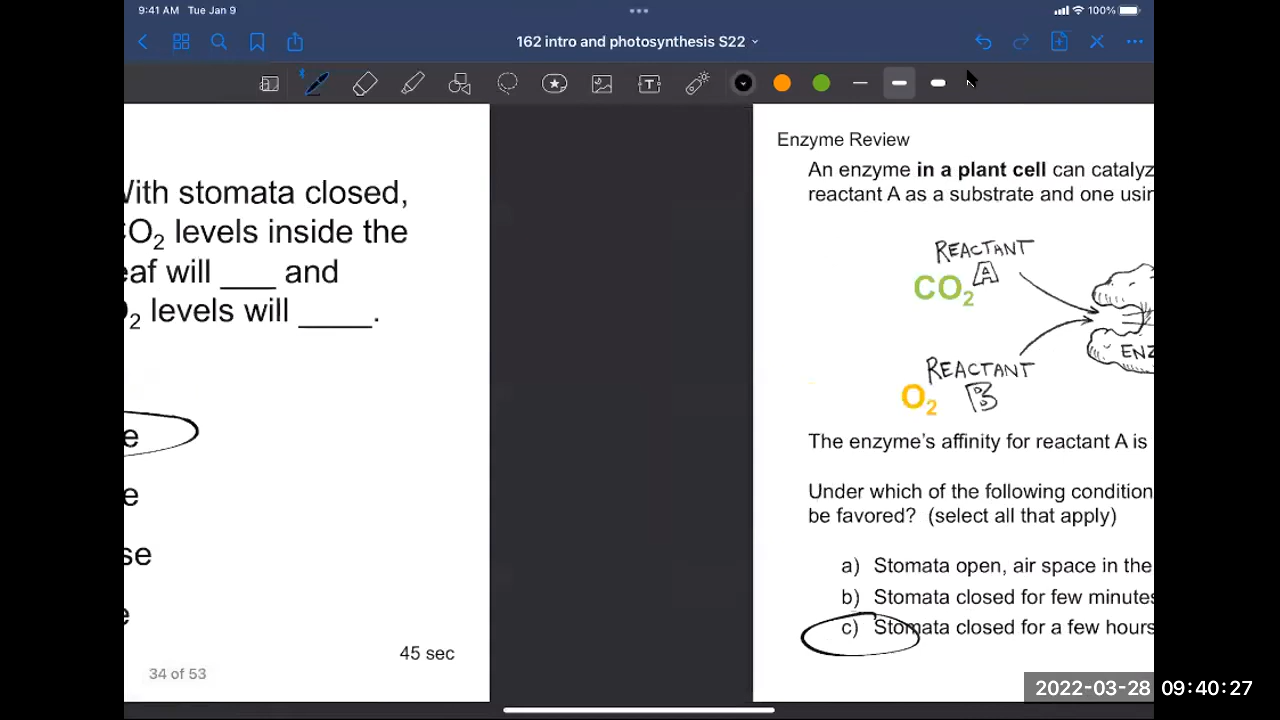 9:41 AM Tue Jan 9
100%
162 intro and photosynthesis S22
With stomata closed,
CO₂ levels inside the
eaf will ___ and
O₂ levels will ____.
e
e
se
e
45 sec
34 of 53
Enzyme Review
An enzyme in a plant cell can catalyz
reactant A as a substrate and one usin
REACTANT
A
CO₂
REACTANT
B
O₂
ENZ
The enzyme's affinity for reactant A is
Under which of the following condition
be favored? (select all that apply)
a) Stomata open, air space in the
b) Stomata closed for few minutes
c) Stomata closed for a few hours
2022-03-28 09:40:27